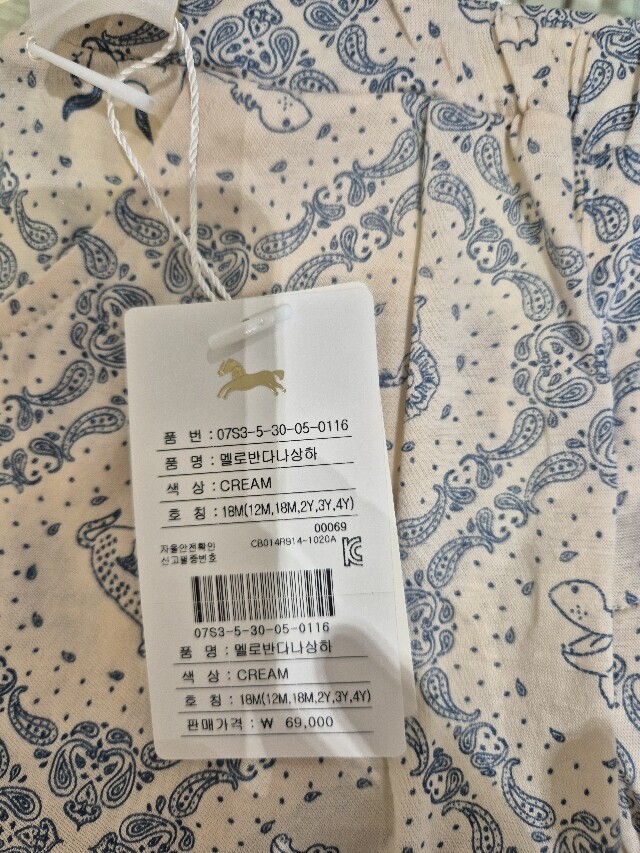 품 번 : 07S3-5-30-05-0116
품 명 : 멜로반다나상하
색 상 : CREAM
호 칭 : 18M(12M,18M,2Y,3Y,4Y)
00069
자율안전확인 CB014R914-1020A
신고필증번호
07S3-5-30-05-0116
품 명 : 멜로반다나상하
색 상 : CREAM
호 칭 : 18M(12M,18M,2Y,3Y,4Y)
판매가격 : ₩ 69,000